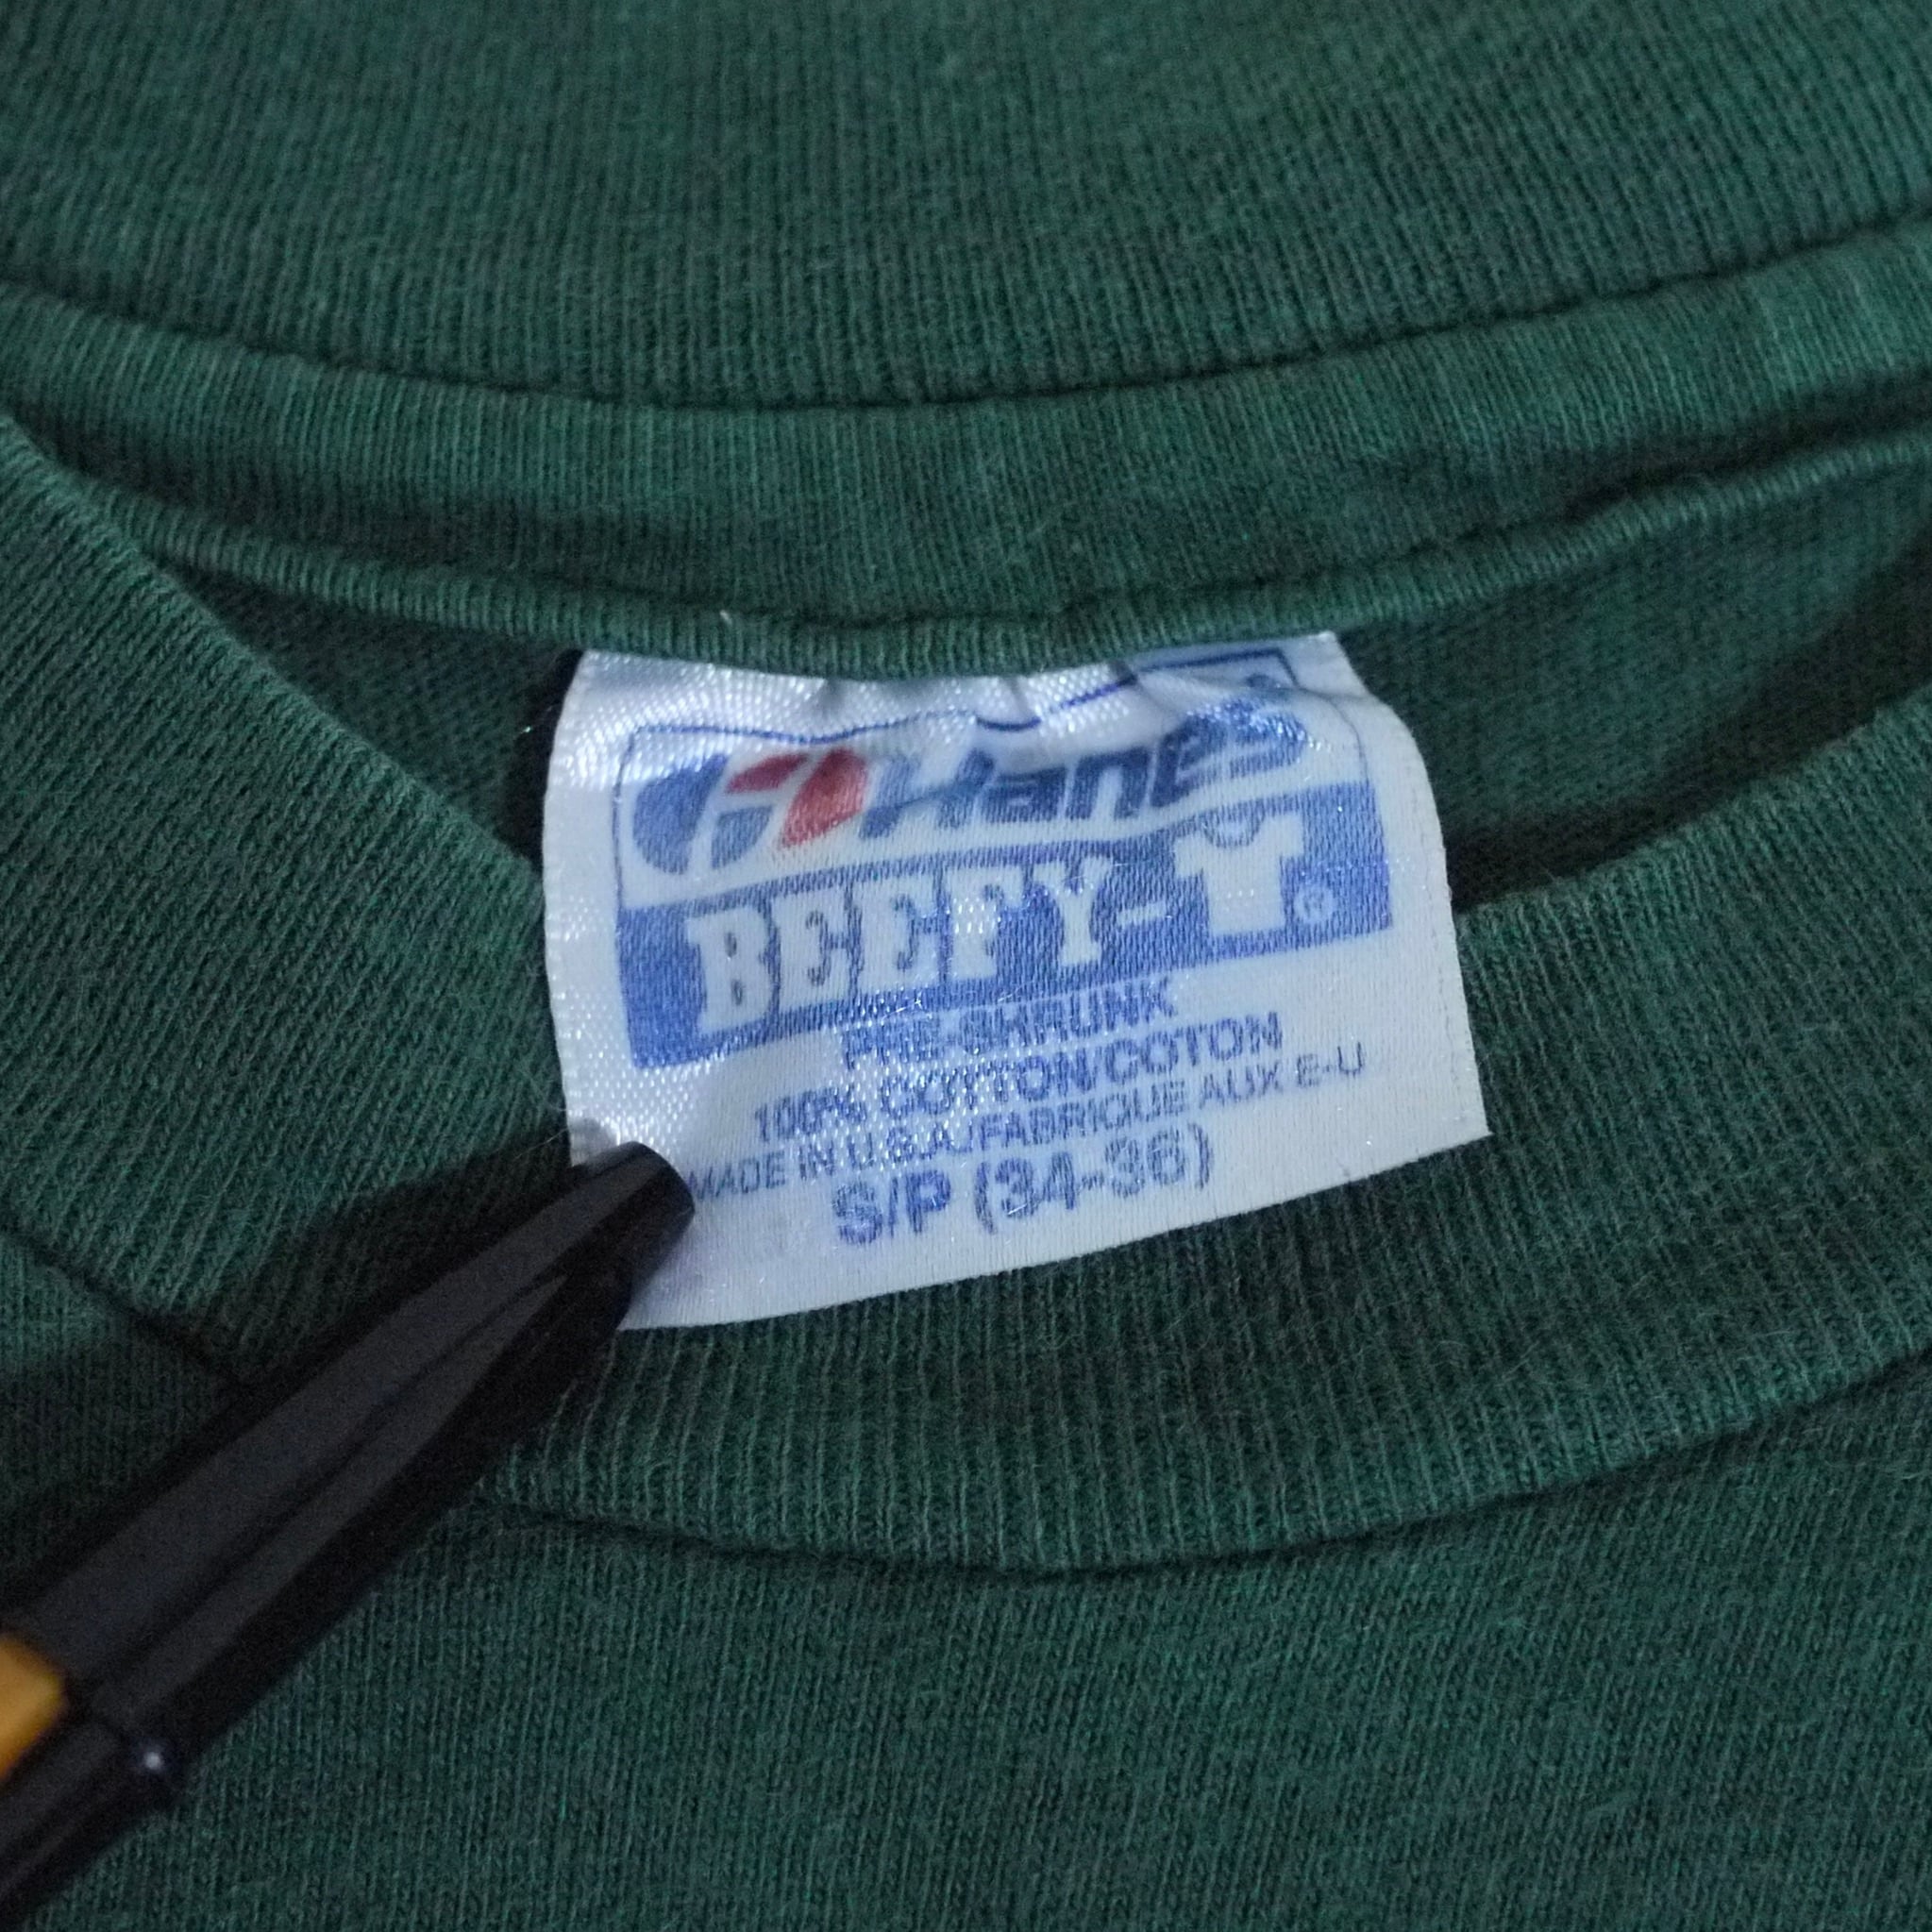 Hanes
BEEFY-T®
PRE-SHRUNK
100% COTTON/COTON
MADE IN U.S.A./FABRIQUE AUX E-U
S/P (34-36)